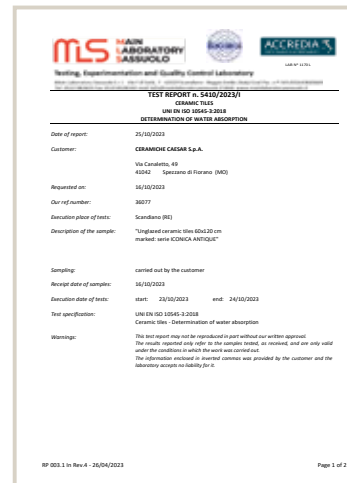 MLS MAIN
LABORATORY
SASSUOLO
ACCREDIA
LAB N° 1170 L
Testing, Experimentation and Quality Control Laboratory
TEST REPORT n. 5410/2023/I
CERAMIC TILES
UNI EN ISO 10545-3:2018
DETERMINATION OF WATER ABSORPTION
Date of report: 25/10/2023
Customer: CERAMICHE CAESAR S.p.A.
Via Canaletto, 49
41042 Spezzano di Fiorano (MO)
Requested on: 16/10/2023
Our ref.number: 36077
Execution place of tests: Scandiano (RE)
Description of the sample: "Unglazed ceramic tiles 60x120 cm
marked: serie ICONICA ANTIQUE"
Sampling: carried out by the customer
Receipt date of samples: 16/10/2023
Execution date of tests: start: 23/10/2023 end: 24/10/2023
Test specification: UNI EN ISO 10545-3:2018
Ceramic tiles - Determination of water absorption
Warnings: This test report may not be reproduced in part without our written approval.
The results reported only refer to the samples tested, as received, and are only valid
under the conditions in which the work was carried out.
The information enclosed in inverted commas was provided by the customer and the
laboratory accepts no liability for it.
RP 003.1 In Rev.4 - 26/04/2023 Page 1 of 2